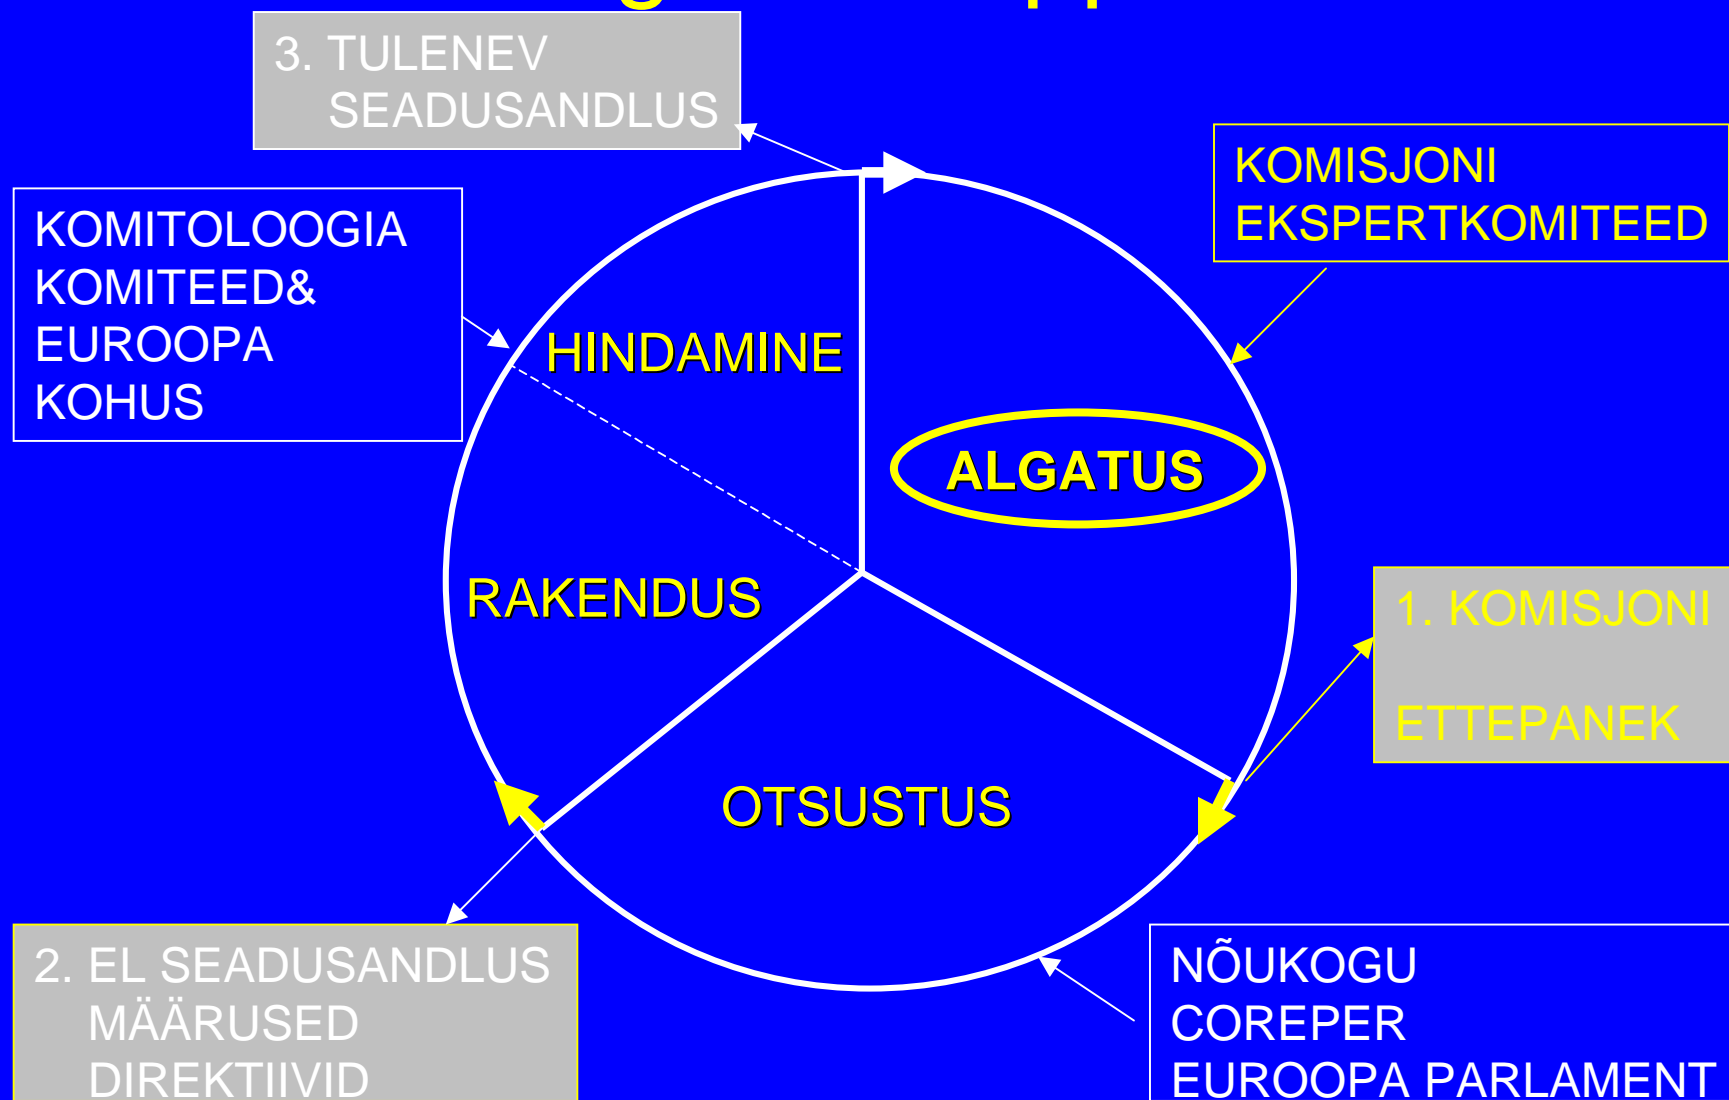 3. TULENEV
SEADUSANDLUS
KOMISJONI
EKSPERTKOMITEED
KOMITOLOOGIA
KOMITEED&
EUROOPA
KOHUS
HINDAMINE
ALGATUS
RAKENDUS
1. KOMISJONI
ETTEPANEK
OTSUSTUS
2. EL SEADUSANDLUS
MÄÄRUSED
DIREKTIIVID
NÕUKOGU
COREPER
EUROOPA PARLAMENT